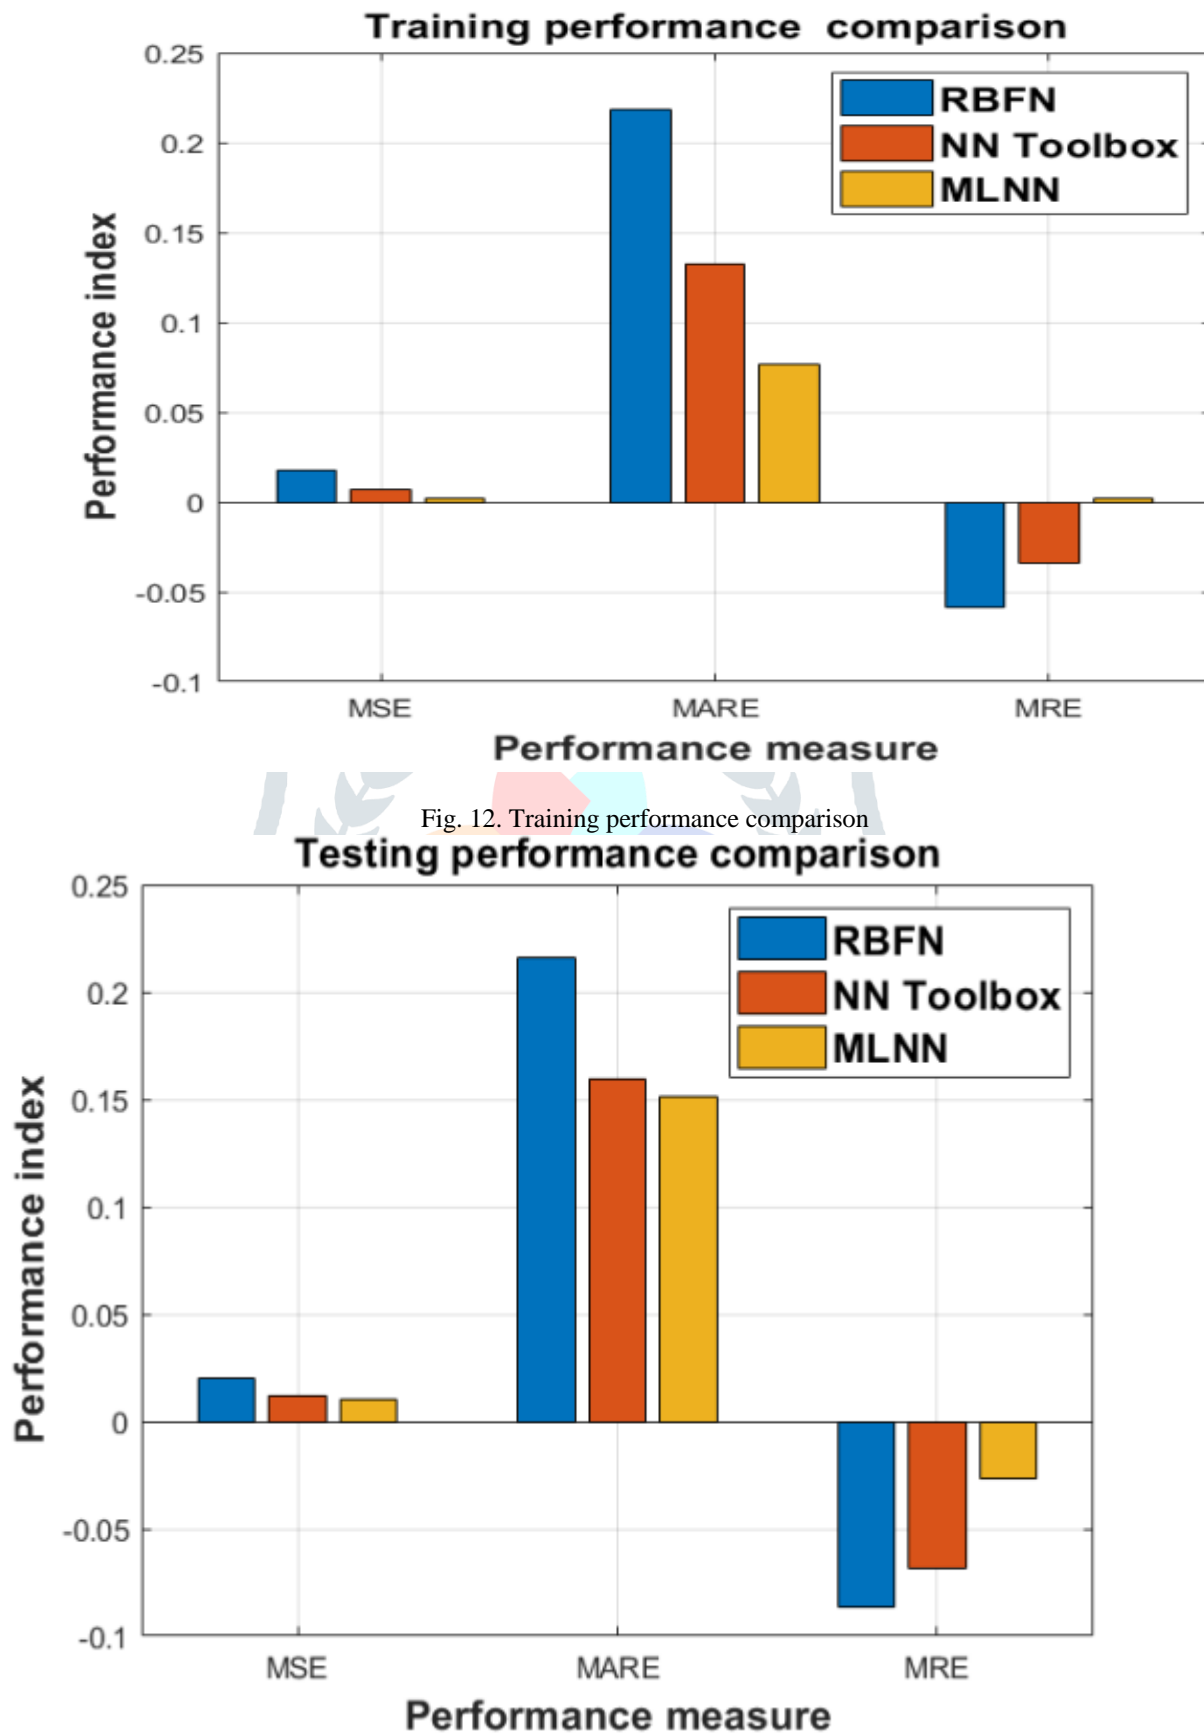 Training performance  comparison
0.25
0.2
0.15
0.1
0.05
0
-0.05
-0.1
Performance index
RBFN
NN Toolbox
MLNN
MSE MARE MRE
Performance measure
Fig. 12. Training performance comparison
Testing performance comparison
0.25
0.2
0.15
0.1
0.05
0
-0.05
-0.1
Performance index
RBFN
NN Toolbox
MLNN
MSE MARE MRE
Performance measure